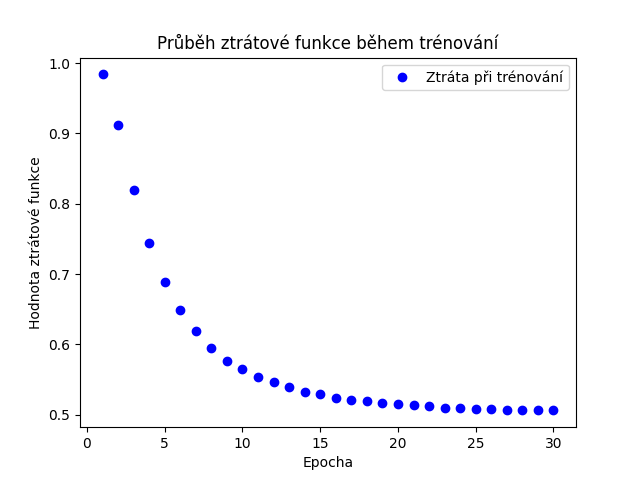 Průběh ztrátové funkce během trénování
Ztráta při trénování
Hodnota ztrátové funkce
1.0
0.9
0.8
0.7
0.6
0.5
0 5 10 15 20 25 30
Epocha